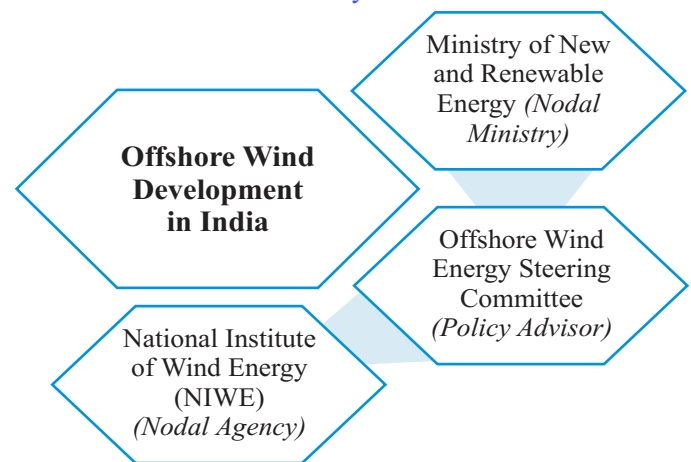 Offshore Wind
Development
in India
Ministry of New
and Renewable
Energy (Nodal
Ministry)
Offshore Wind
Energy Steering
Committee
(Policy Advisor)
National Institute
of Wind Energy
(NIWE)
(Nodal Agency)